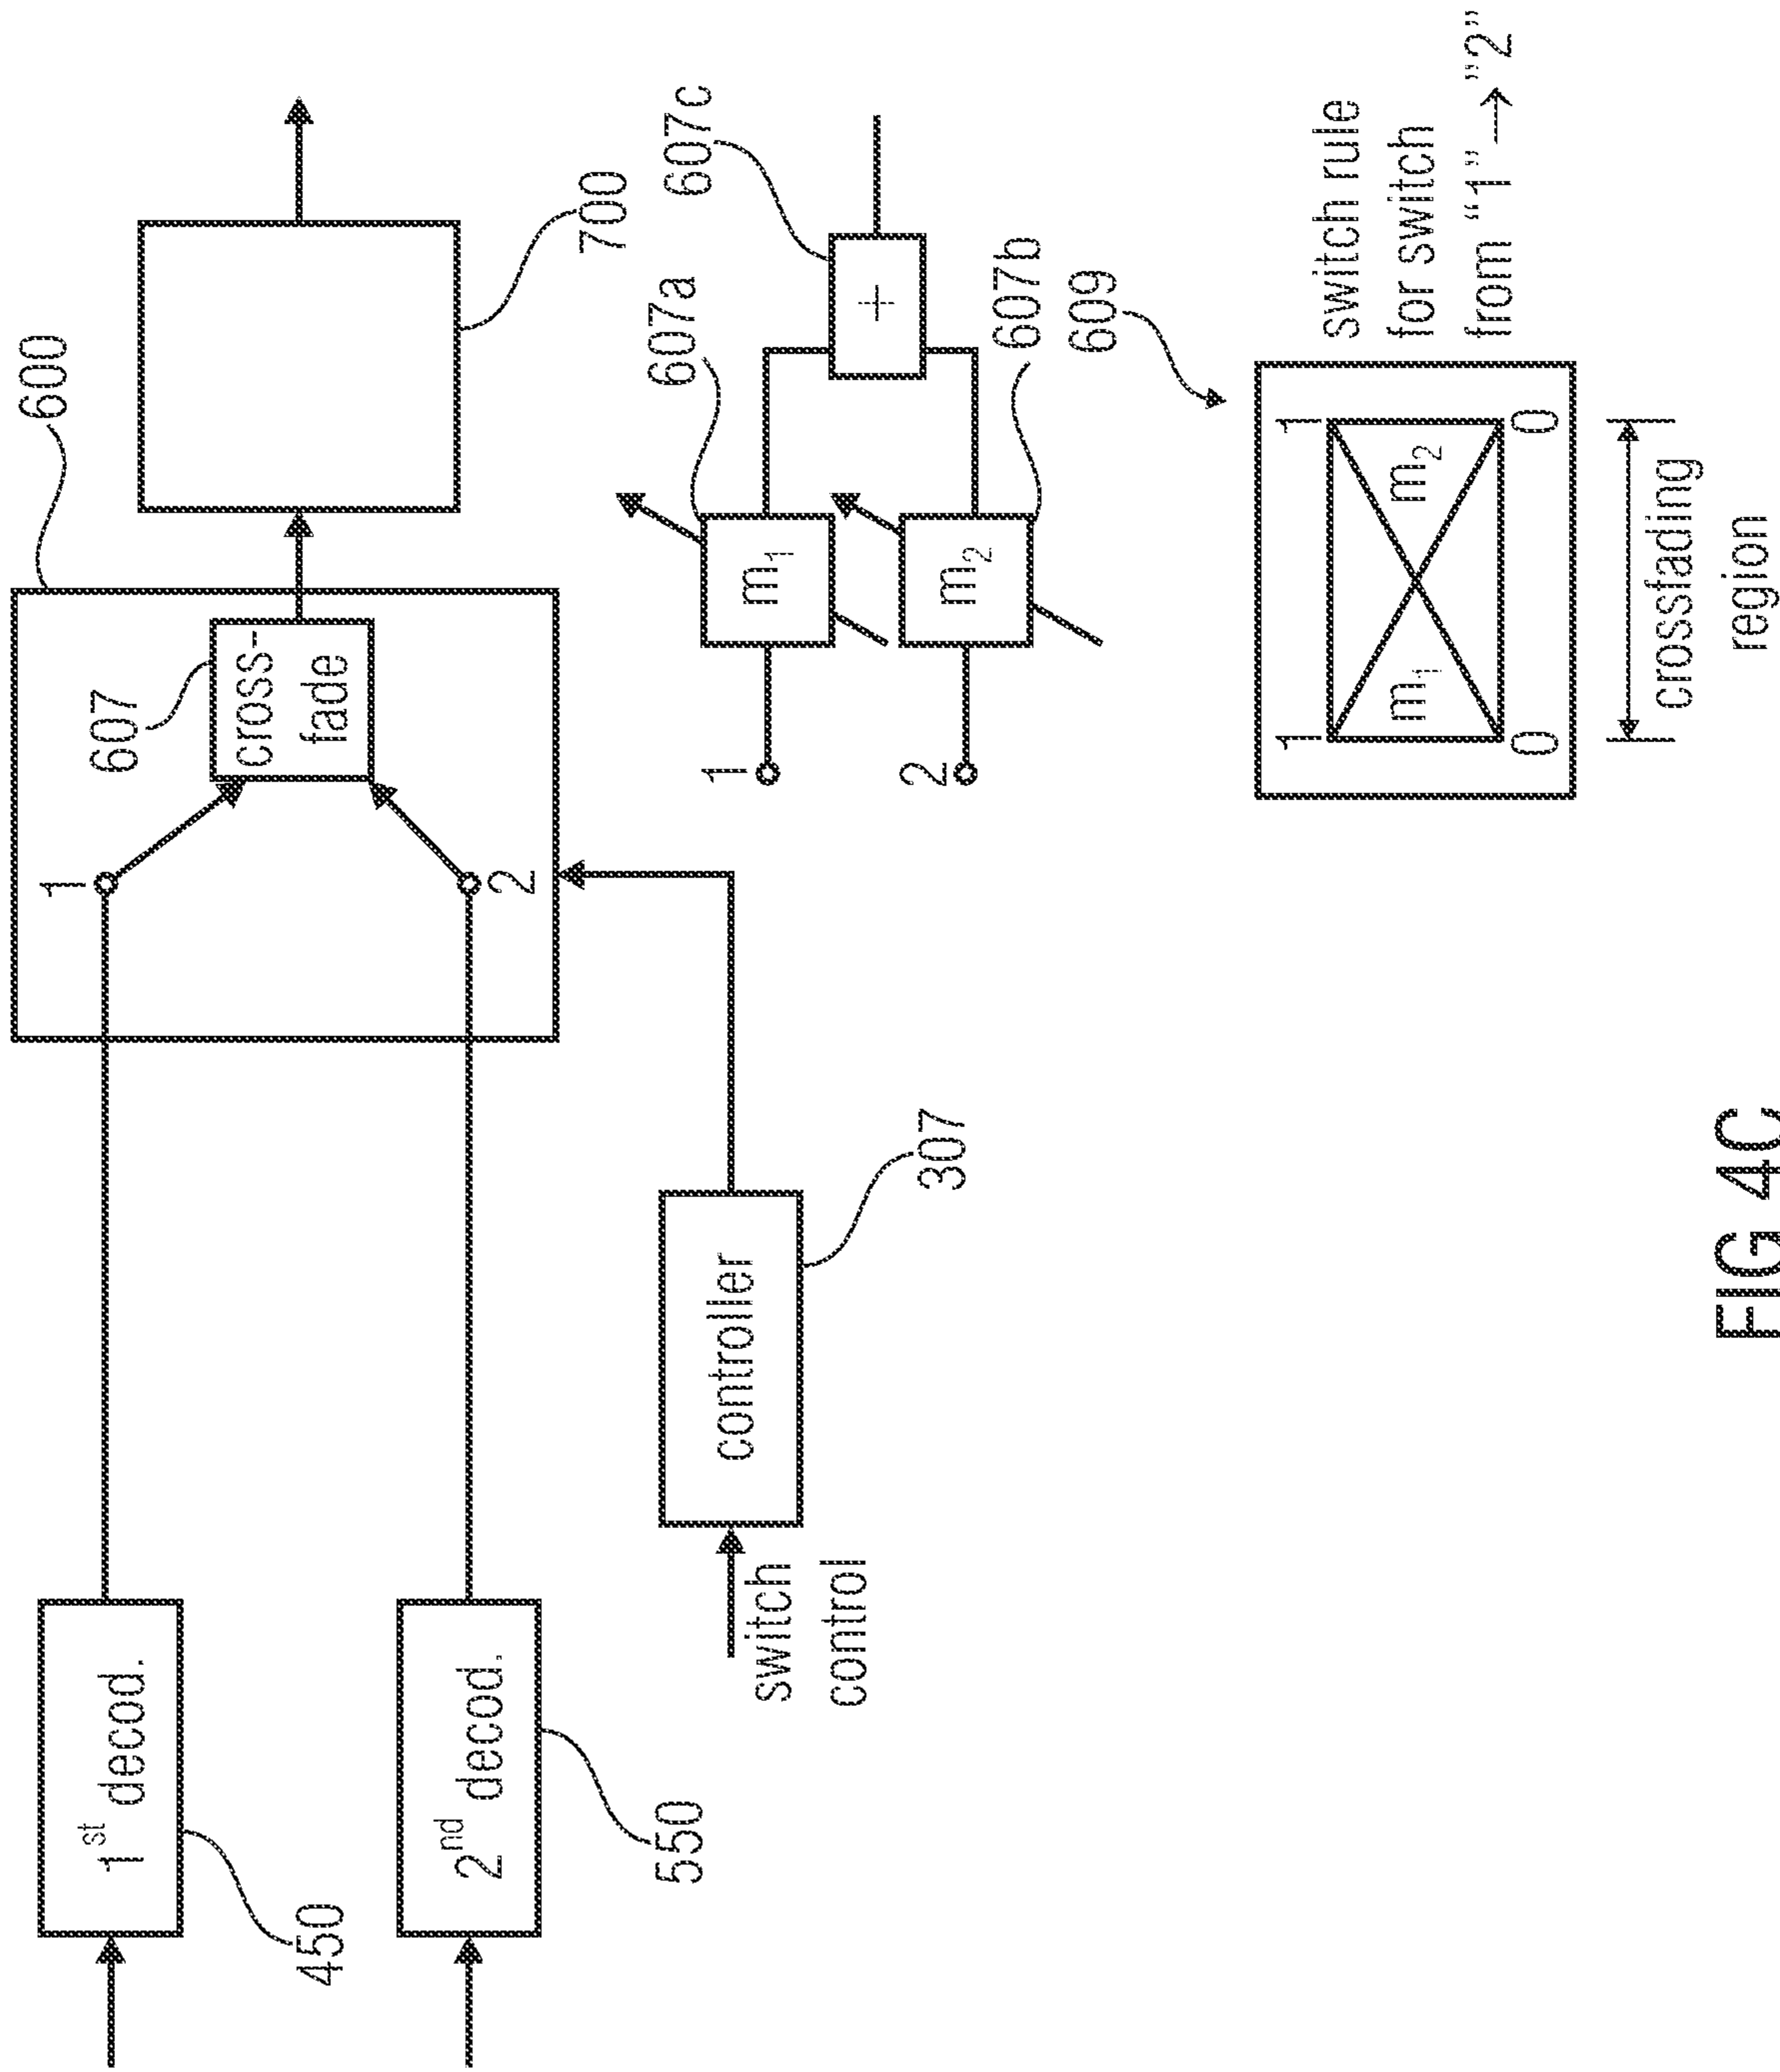 600
1
607
cross-
fade
2
700
1st decod.
450
2nd decod.
550
controller
307
switch
control
607a
607c
1
m1
+
2
m2
607b
609
1
1
m1
m2
0
0
switch rule
for switch
from “1” → ”2”
crossfading
region
FIG 4C